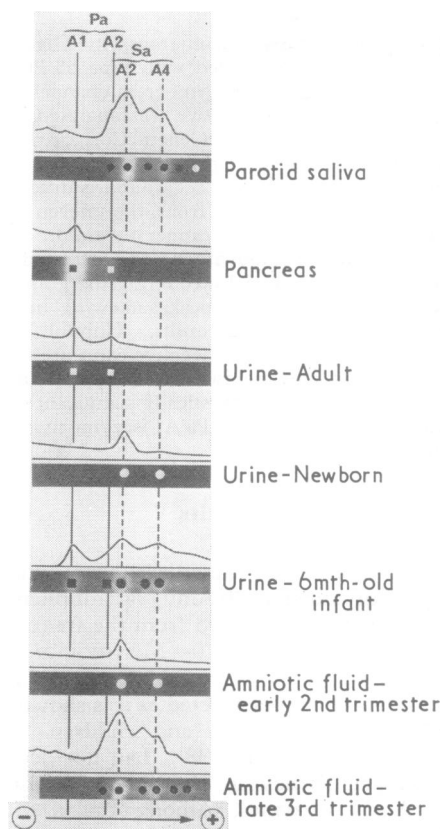 Pa
A1 A2 Sa
A2 A4
Parotid saliva
Pancreas
Urine-Adult
Urine-Newborn
Urine-6mth-old
infant
Amniotic fluid-
early 2nd trimester
Amniotic fluid-
late 3rd trimester
- +